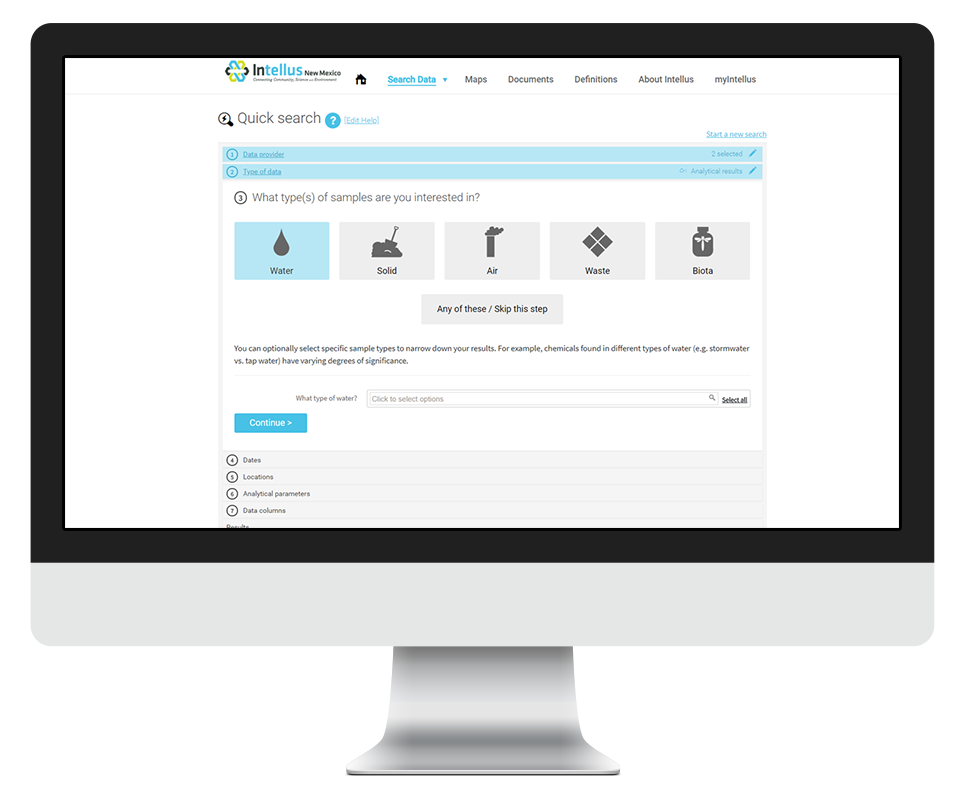 Intellus New Mexico
Connecting Community, Science and Environment
Search Data
Maps
Documents
Definitions
About Intellus
myIntellus
Quick search ? [Edit Help]
Start a new search
1 Data provider
2 selected
2 Type of data
Analytical results
3 What type(s) of samples are you interested in?
Water
Solid
Air
Waste
Biota
Any of these / Skip this step
You can optionally select specific sample types to narrow down your results. For example, chemicals found in different types of water (e.g. stormwater
vs. tap water) have varying degrees of significance.
What type of water?
Click to select options
Select all
Continue >
4 Dates
5 Locations
6 Analytical parameters
7 Data columns
Results